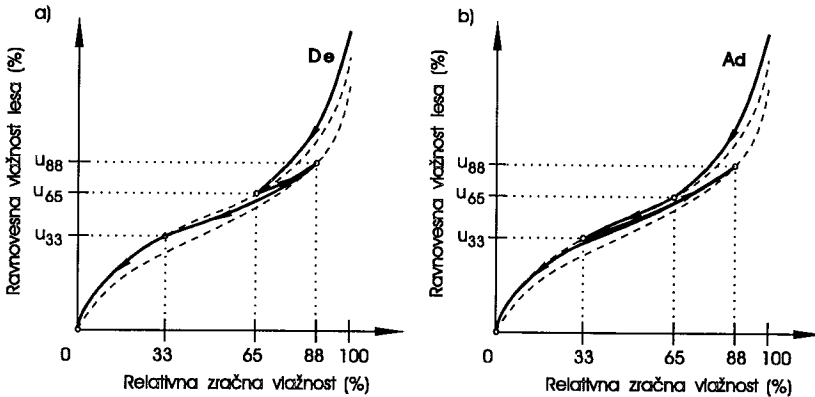 a)
Ravnovesna vlažnost lesa (%)
De
u88
u65
u33
0 33 65 88 100
Relativna zračna vlažnost (%)
b)
Ravnovesna vlažnost lesa (%)
Ad
u88
u65
u33
0 33 65 88 100
Relativna zračna vlažnost (%)